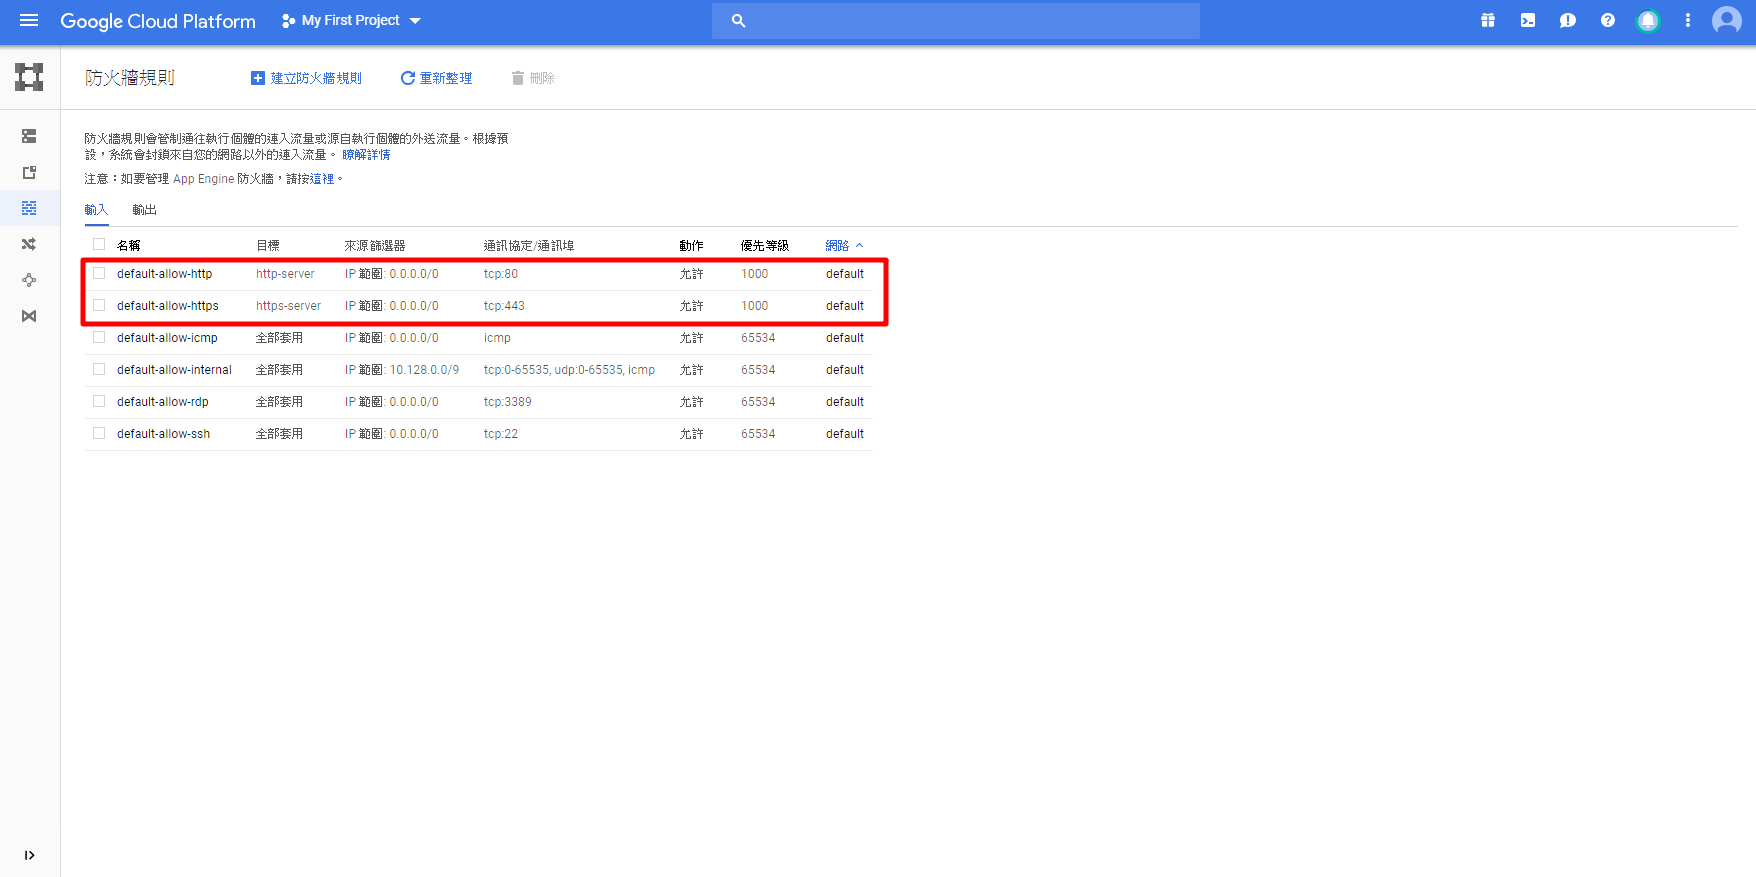 Google Cloud Platform My First Project
防火牆規則 建立防火牆規則 重新整理 刪除
防火牆規則會管制通往執行個體的連入流量或源自執行個體的外送流量。根據預
設，系統會封鎖來自您的網路以外的連入流量。 瞭解詳情
注意：如要管理 App Engine 防火牆，請按這裡。
輸入 輸出
名稱 目標 來源篩選器 通訊協定/通訊埠 動作 優先等級 網路
default-allow-http http-server IP 範圍: 0.0.0.0/0 tcp:80 允許 1000 default
default-allow-https https-server IP 範圍: 0.0.0.0/0 tcp:443 允許 1000 default
default-allow-icmp 全部套用 IP 範圍: 0.0.0.0/0 icmp 允許 65534 default
default-allow-internal 全部套用 IP 範圍: 10.128.0.0/9 tcp:0-65535, udp:0-65535, icmp 允許 65534 default
default-allow-rdp 全部套用 IP 範圍: 0.0.0.0/0 tcp:3389 允許 65534 default
default-allow-ssh 全部套用 IP 範圍: 0.0.0.0/0 tcp:22 允許 65534 default